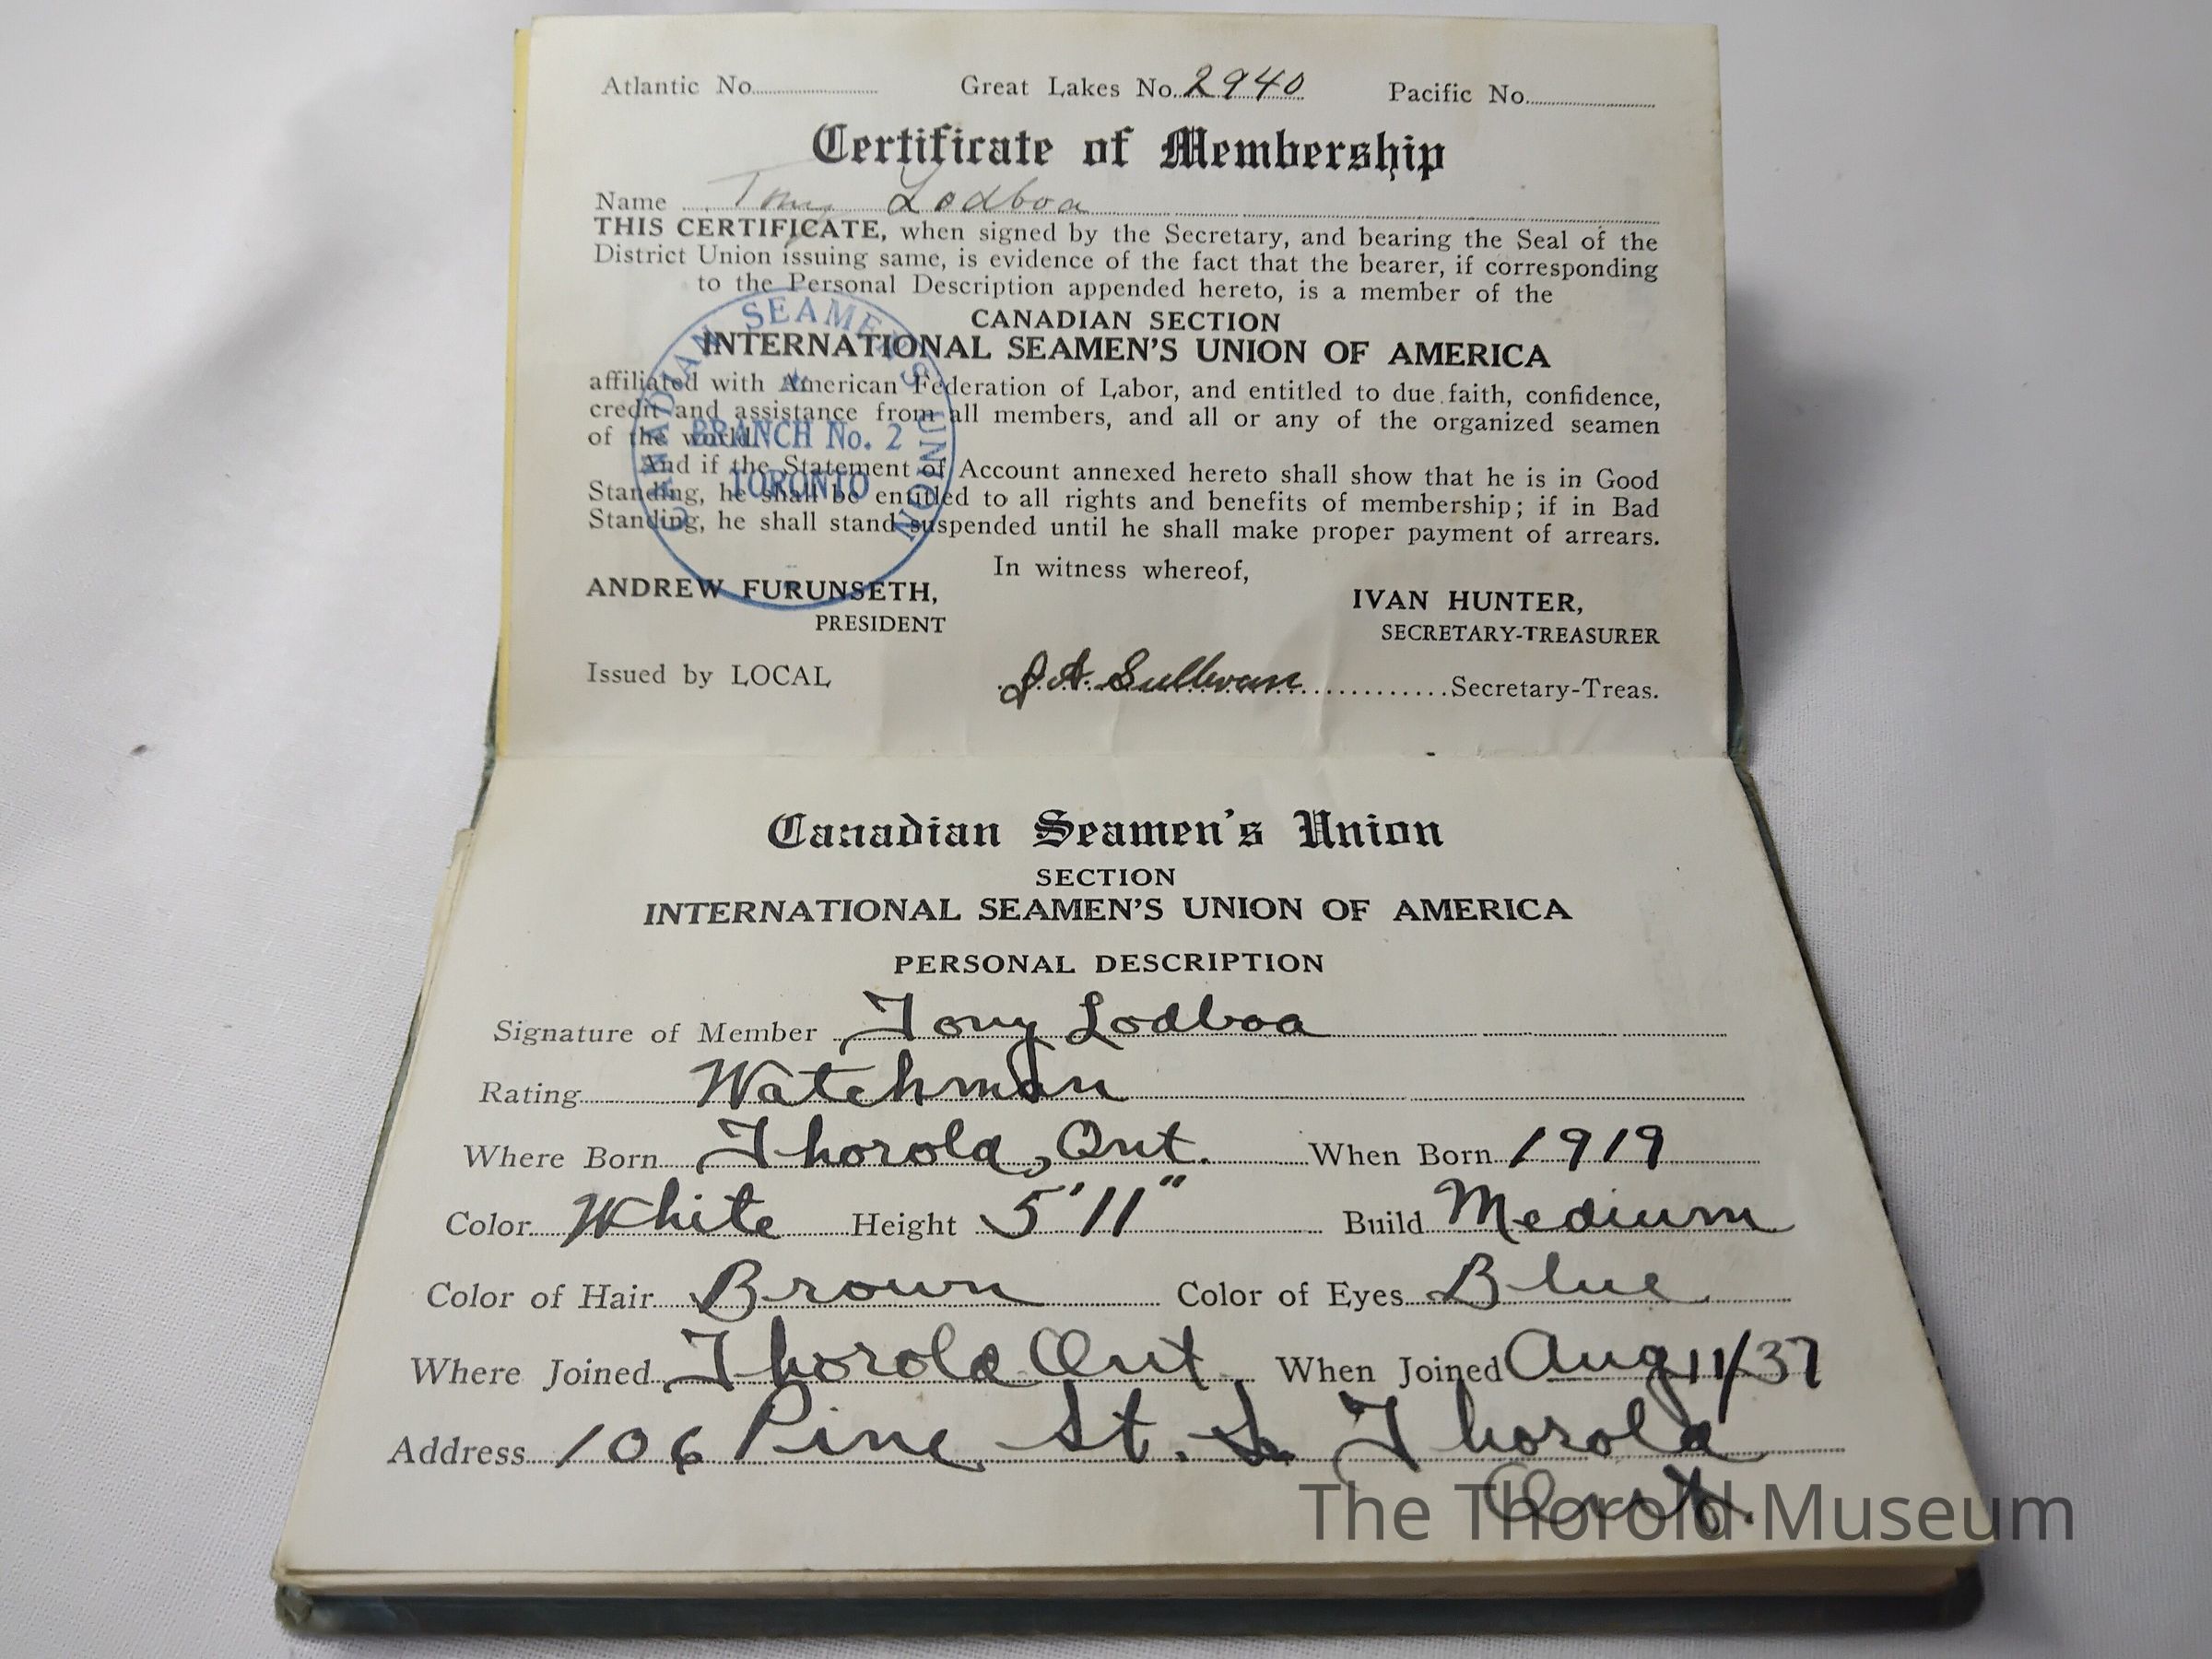 Atlantic No. Great Lakes No. 2940 Pacific No.
Certificate of Membership
Name Tony Lodboa
THIS CERTIFICATE, when signed by the Secretary, and bearing the Seal of the
District Union issuing same, is evidence of the fact that the bearer, if corresponding
to the Personal Description appended hereto, is a member of the
CANADIAN SECTION
INTERNATIONAL SEAMEN'S UNION OF AMERICA
affiliated with American Federation of Labor, and entitled to due faith, confidence,
credit and assistance from all members, and all or any of the organized seamen
of the world.
And if the Statement of Account annexed hereto shall show that he is in Good
Standing, he shall be entitled to all rights and benefits of membership; if in Bad
Standing, he shall stand suspended until he shall make proper payment of arrears.
In witness whereof,
ANDREW FURUNSETH, IVAN HUNTER,
PRESIDENT SECRETARY-TREASURER
Issued by LOCAL J.A. Sullivan Secretary-Treas.
CANADIAN SEAMEN'S UNION
BRANCH No. 2
TORONTO
Canadian Seamen's Union
SECTION
INTERNATIONAL SEAMEN'S UNION OF AMERICA
PERSONAL DESCRIPTION
Signature of Member Tony Lodboa
Rating Watchman
Where Born Thorold, Ont. When Born 1919
Color White Height 5'11" Build Medium
Color of Hair Brown Color of Eyes Blue
Where Joined Thorold Ont. When Joined Aug 11/37
Address 106 Pine St. S. Thorold
Ont.
The Thorold Museum